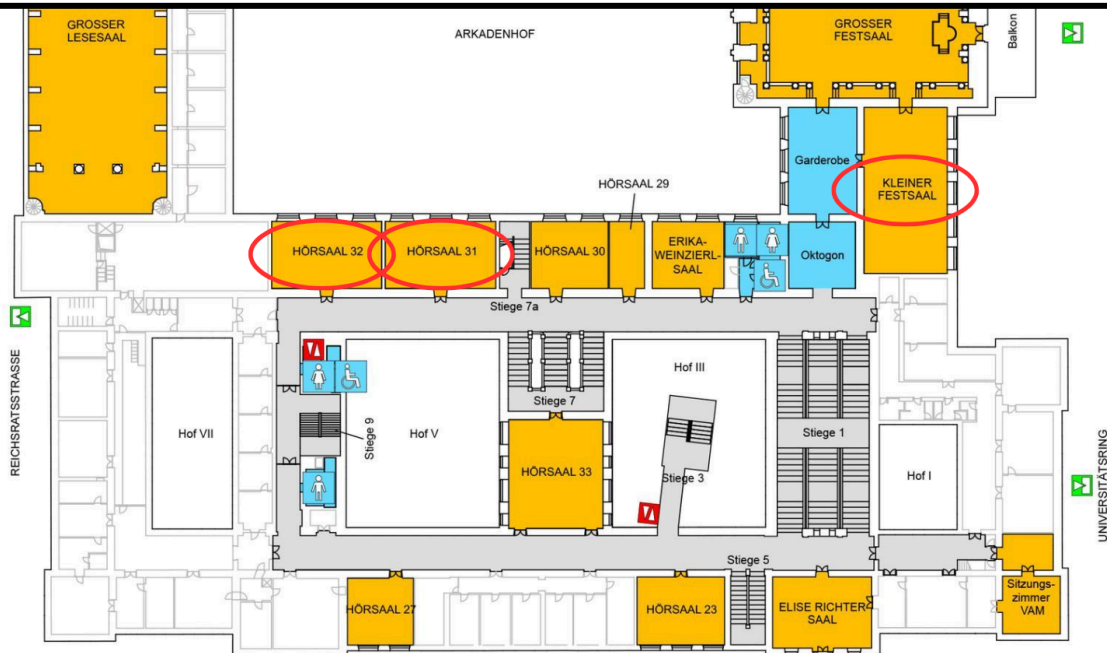 GROSSER
LESESAAL
ARKADENHOF
GROSSER
FESTSAAL
Balkon
Garderobe
KLEINER
FESTSAAL
HÖRSAAL 29
HÖRSAAL 32
HÖRSAAL 31
HÖRSAAL 30
ERIKA-
WEINZIERL-
SAAL
Oktogon
Stiege 7a
REICHSRATSSTRASSE
Hof VII
Stiege 9
Hof V
Stiege 7
HÖRSAAL 33
Hof III
Stiege 3
Stiege 1
Hof I
UNIVERSITÄTSRING
Stiege 5
HÖRSAAL 27
HÖRSAAL 23
ELISE RICHTER
SAAL
Sitzungs-
zimmer
VAM